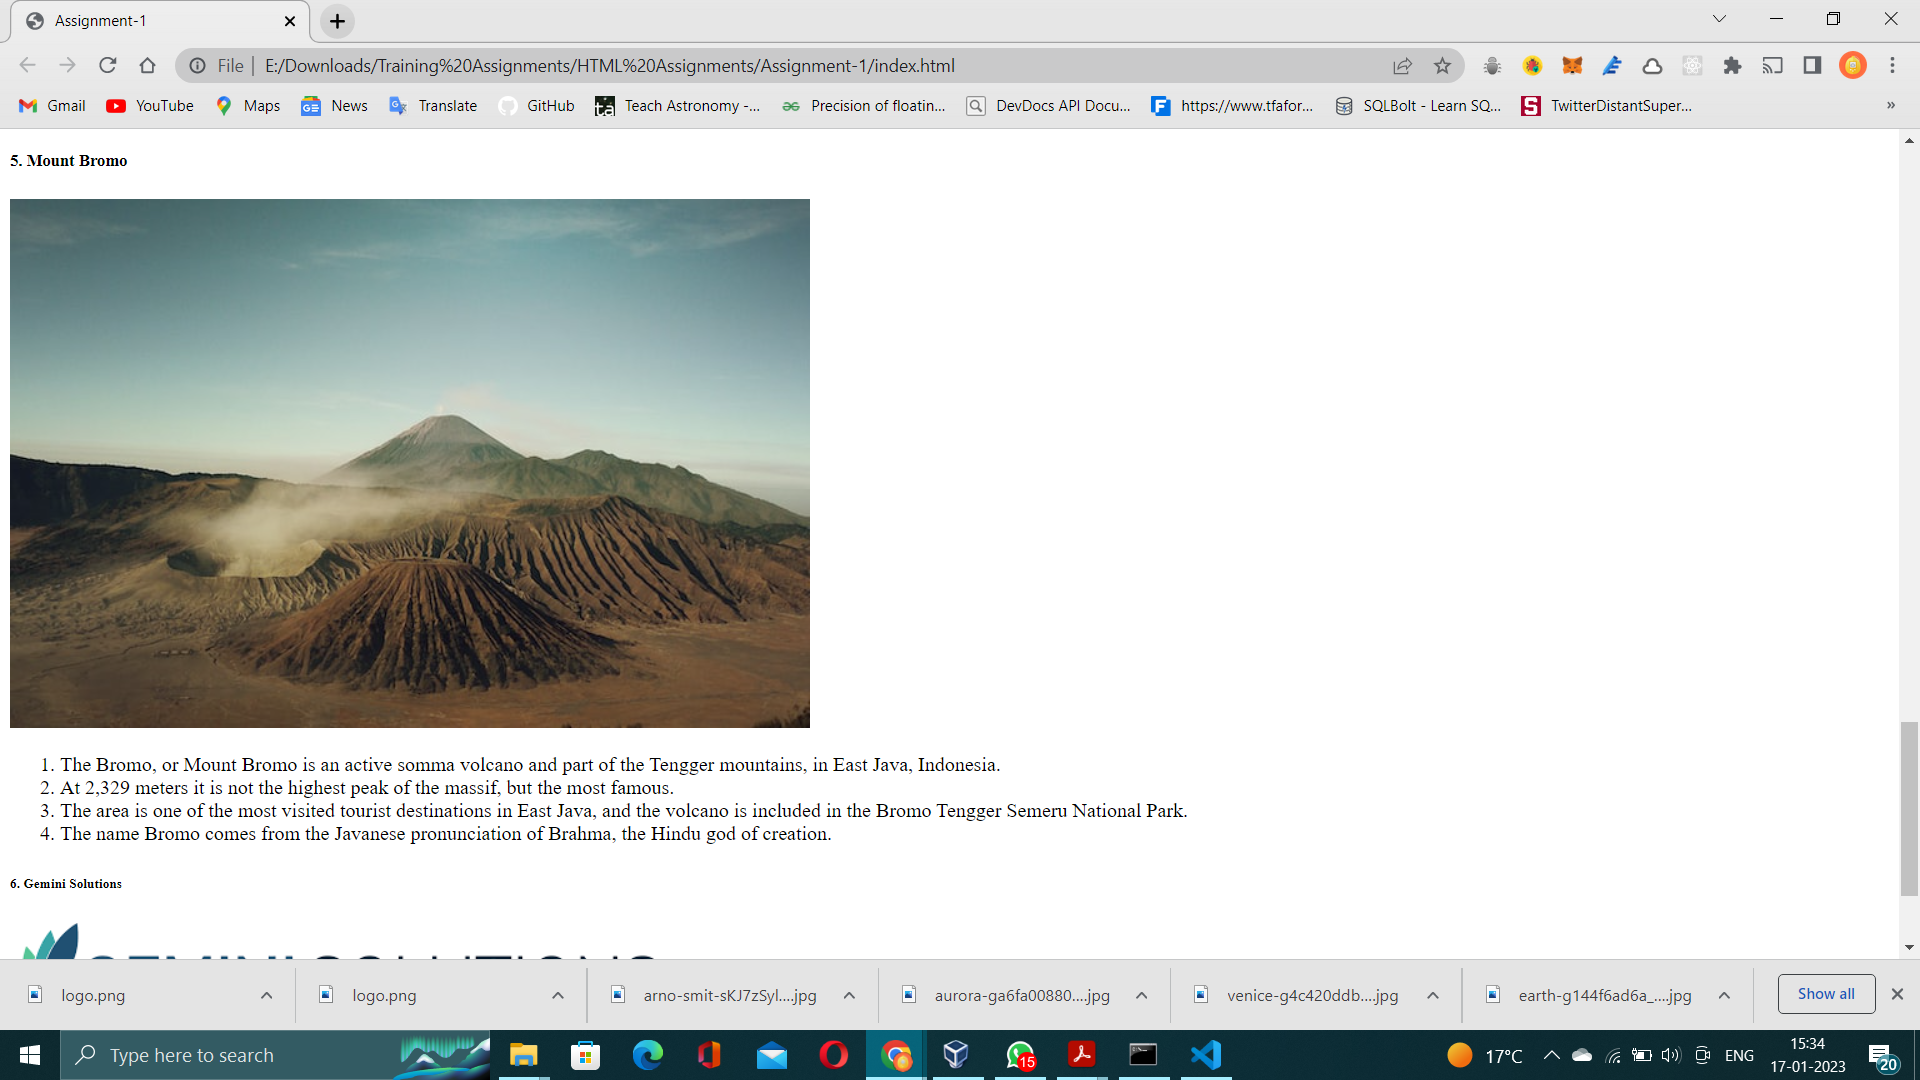 Assignment-1
File
E:/Downloads/Training%20Assignments/HTML%20Assignments/Assignment-1/index.html
Gmail YouTube Maps News Translate GitHub Teach Astronomy -... Precision of floatin... DevDocs API Docu... https://www.tfafor... SQLBolt - Learn SQ... TwitterDistantSuper... »
5. Mount Bromo
1. The Bromo, or Mount Bromo is an active somma volcano and part of the Tengger mountains, in East Java, Indonesia.
2. At 2,329 meters it is not the highest peak of the massif, but the most famous.
3. The area is one of the most visited tourist destinations in East Java, and the volcano is included in the Bromo Tengger Semeru National Park.
4. The name Bromo comes from the Javanese pronunciation of Brahma, the Hindu god of creation.
6. Gemini Solutions
GEMINI SOLUTIONS
logo.png logo.png arno-smit-sKJ7zSyl....jpg aurora-ga6fa00880....jpg venice-g4c420ddb....jpg earth-g144f6ad6a_....jpg Show all
Type here to search
15
17°C
ENG
15:34
17-01-2023
20